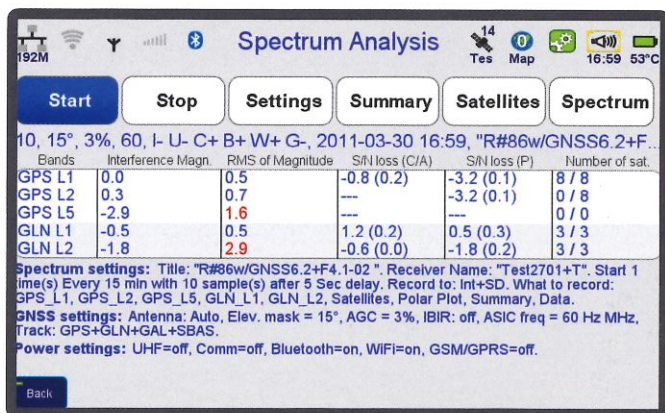 192M
Spectrum Analysis
14
Tes
0
Map
16:59
53°C
Start Stop Settings Summary Satellites Spectrum
10, 15°, 3%, 60, I- U- C+ B+ W+ G-, 2011-03-30 16:59, "R#86w/GNSS6.2+F...
Bands Interference Magn. RMS of Magnitude S/N loss (C/A) S/N loss (P) Number of sat.
GPS L1 0.0 0.5 -0.8 (0.2) -3.2 (0.1) 8 / 8
GPS L2 0.3 0.7 --- -3.2 (0.1) 0 / 8
GPS L5 -2.9 1.6 --- --- 0 / 0
GLN L1 -0.5 0.5 1.2 (0.2) 0.5 (0.3) 3 / 3
GLN L2 -1.8 2.9 -0.6 (0.0) -1.8 (0.2) 3 / 3
Spectrum settings: Title: "R#86w/GNSS6.2+F4.1-02 ". Receiver Name: "Test2701+T". Start 1
time(s) Every 15 min with 10 sample(s) after 5 Sec delay. Record to: Int+SD. What to record:
GPS_L1, GPS_L2, GPS_L5, GLN_L1, GLN_L2, Satellites, Polar Plot, Summary, Data.
GNSS settings: Antenna: Auto, Elev. mask = 15°, AGC = 3%, IBIR: off, ASIC freq = 60 Hz MHz,
Track: GPS+GLN+GAL+SBAS.
Power settings: UHF=off, Comm=off, Bluetooth=on, WiFi=on, GSM/GPRS=off.
Back